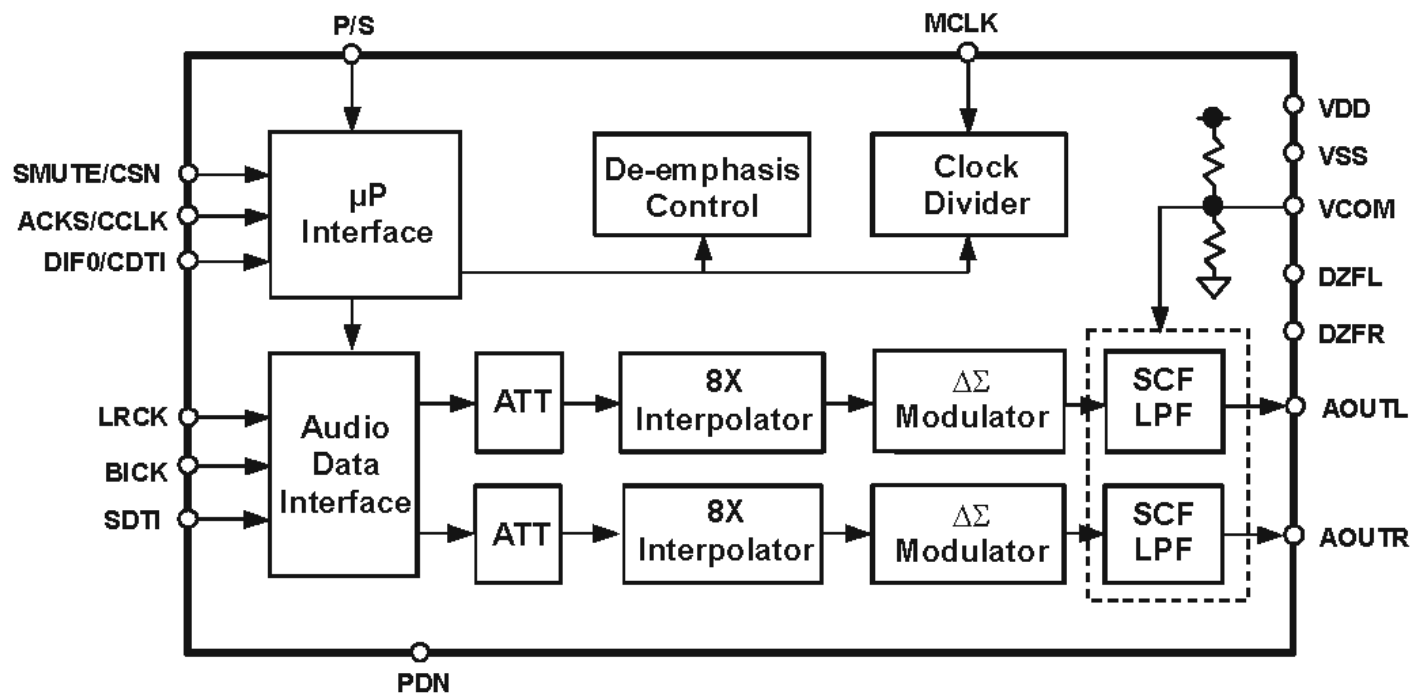 P/S
MCLK
VDD
SMUTE/CSN
µP
Interface
De-emphasis
Control
Clock
Divider
VSS
ACKS/CCLK
VCOM
DIF0/CDTI
DZFL
DZFR
LRCK
BICK
SDTI
Audio
Data
Interface
ATT
8X
Interpolator
ΔΣ
Modulator
SCF
LPF
AOUTL
ATT
8X
Interpolator
ΔΣ
Modulator
SCF
LPF
AOUTR
PDN